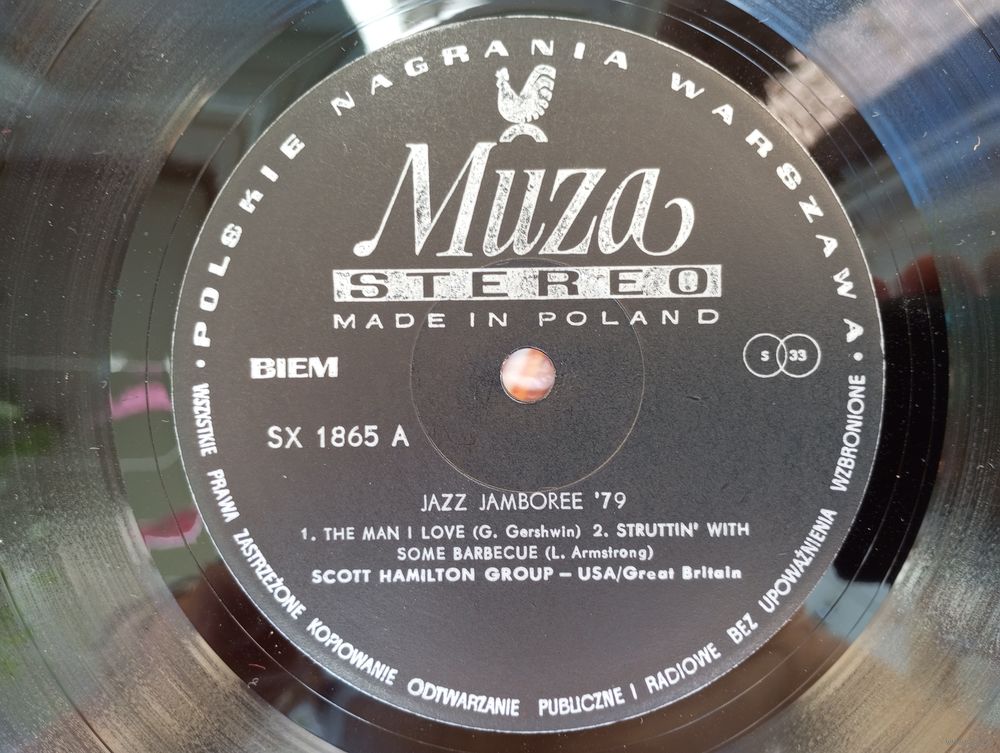 POLSKIE NAGRANIA WARSZAWA
Muza
STEREO
MADE IN POLAND
BIEM
S 33
SX 1865 A
JAZZ JAMBOREE '79
1. THE MAN I LOVE (G. Gershwin) 2. STRUTTIN' WITH
SOME BARBECUE (L. Armstrong)
SCOTT HAMILTON GROUP – USA/Great Britain
· WSZYSTKIE PRAWA ZASTRZEŻONE KOPIOWANIE ODTWARZANIE PUBLICZNE I RADIOWE BEZ UPOWAŻNIENIA WZBRONIONE ·